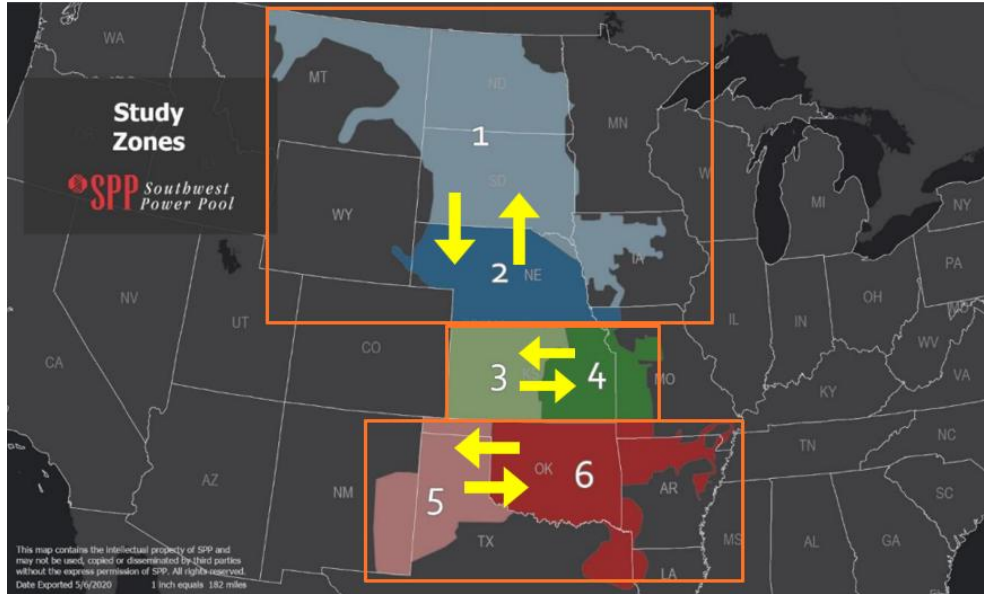 Study
Zones
SPP Southwest
Power Pool
WA
MT
ND
MN
1
SD
WY
MI
NY
2
NE
IA
PA
NV
UT
CO
IL
IN
OH
WV
CA
3
KS
4
MO
KY
VA
TN
NC
AZ
NM
5
OK
6
AR
SC
TX
MS
AL
GA
LA
This map contains the intellectual property of SPP and
may not be used, copied or disseminated by third parties
without the express permission of SPP. All rights reserved.
Date Exported 5/6/2020 1 inch equals 182 miles